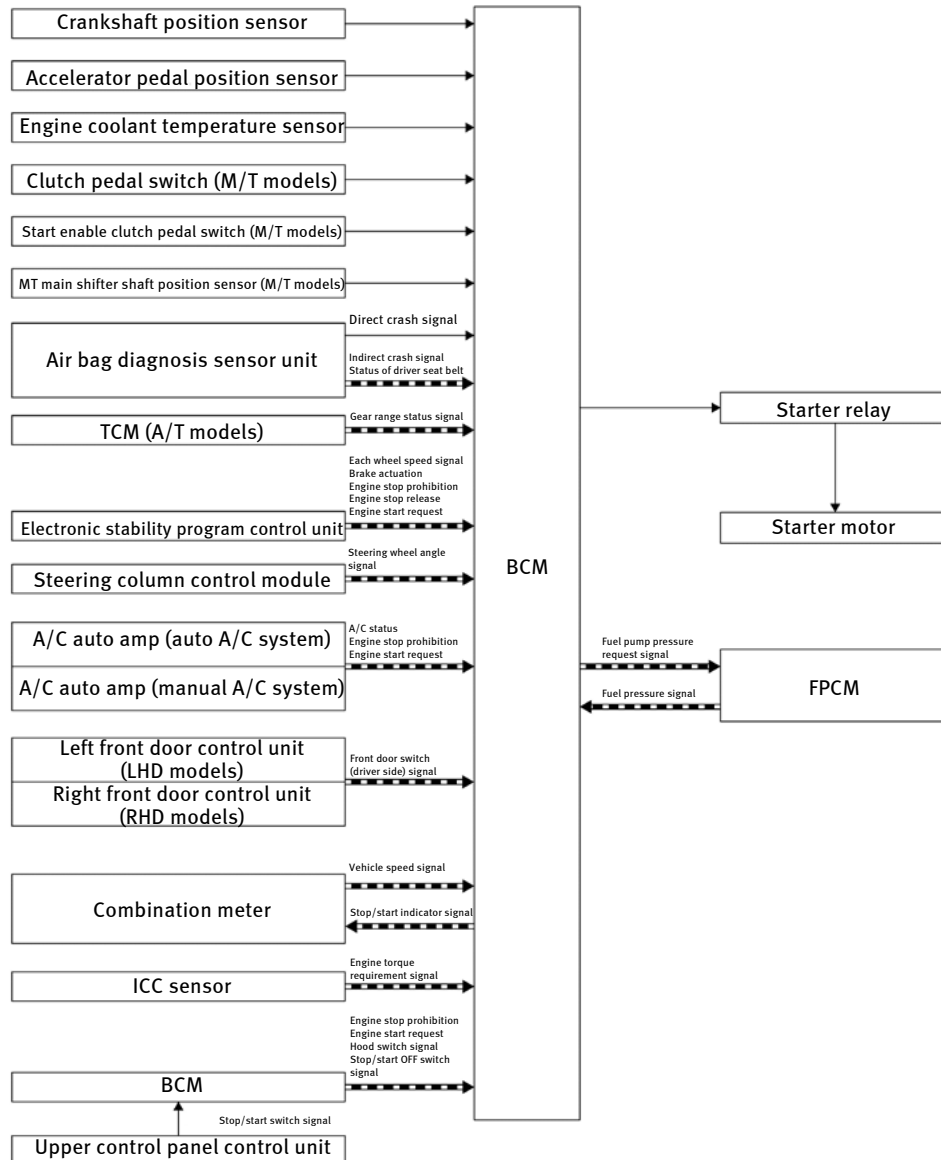 Crankshaft position sensor
Accelerator pedal position sensor
Engine coolant temperature sensor
Clutch pedal switch (M/T models)
Start enable clutch pedal switch (M/T models)
MT main shifter shaft position sensor (M/T models)
Air bag diagnosis sensor unit
Direct crash signal
Indirect crash signal
Status of driver seat belt
TCM (A/T models)
Gear range status signal
Each wheel speed signal
Brake actuation
Engine stop prohibition
Engine stop release
Engine start request
Electronic stability program control unit
Steering wheel angle
signal
Steering column control module
A/C auto amp (auto A/C system)
A/C auto amp (manual A/C system)
A/C status
Engine stop prohibition
Engine start request
Left front door control unit
(LHD models)
Right front door control unit
(RHD models)
Front door switch
(driver side) signal
Combination meter
Vehicle speed signal
Stop/start indicator signal
ICC sensor
Engine torque
requirement signal
Engine stop prohibition
Engine start request
Hood switch signal
Stop/start OFF switch
signal
BCM
Stop/start switch signal
Upper control panel control unit
BCM
Starter relay
Starter motor
Fuel pump pressure
request signal
Fuel pressure signal
FPCM